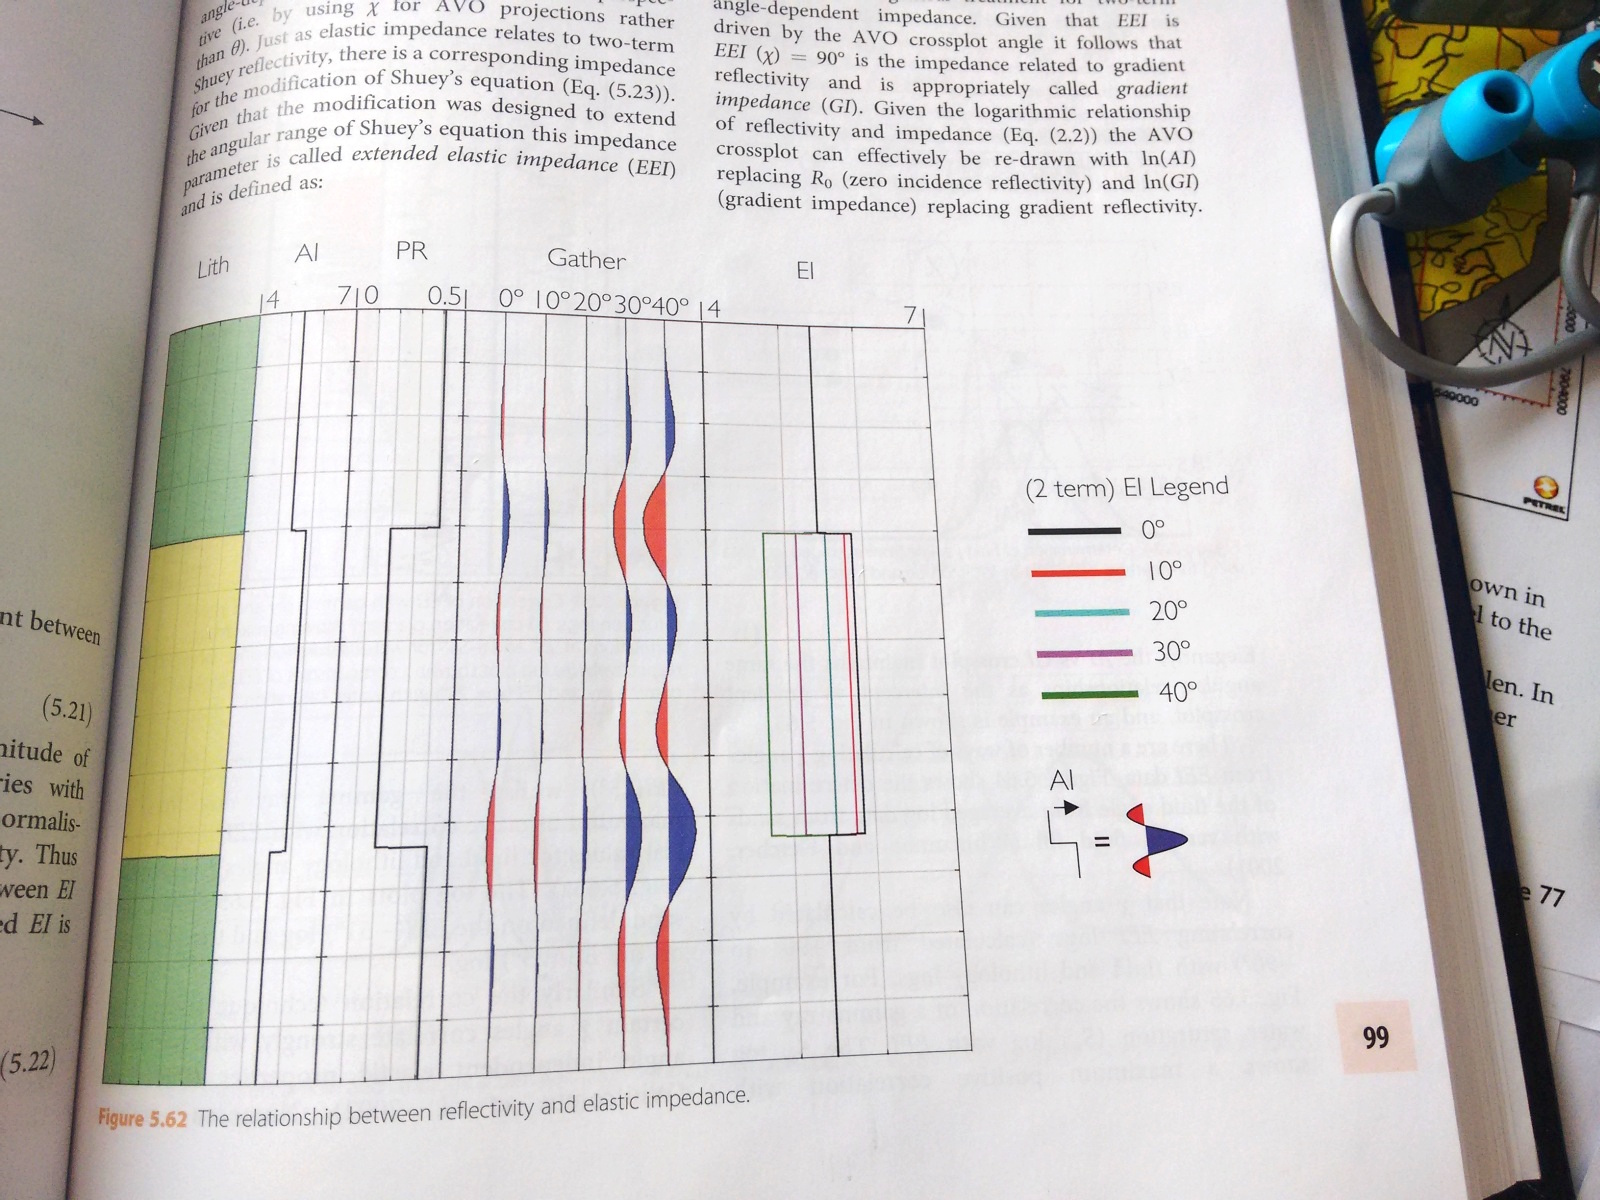 by using χ for AVO projections rather
tive (i.e.
than θ). Just as elastic impedance relates to two-term
Shuey reflectivity, there is a corresponding impedance
for the modification of Shuey's equation (Eq. (5.23)).
Given that the modification was designed to extend
the angular range of Shuey's equation this impedance
parameter is called extended elastic impedance (EEI)
and is defined as:
angle-dependent impedance. Given that EEI is
driven by the AVO crossplot angle it follows that
EEI (χ) = 90° is the impedance related to gradient
reflectivity and is appropriately called gradient
impedance (GI). Given the logarithmic relationship
of reflectivity and impedance (Eq. (2.2)) the AVO
crossplot can effectively be re-drawn with ln(AI)
replacing R0 (zero incidence reflectivity) and ln(GI)
(gradient impedance) replacing gradient reflectivity.
Lith AI PR Gather EI
4 7 0 0.5 0° 10° 20° 30° 40° 4 7
(2 term) EI Legend
0°
10°
20°
30°
40°
AI
=
Figure 5.62 The relationship between reflectivity and elastic impedance.
99
nt between
(5.21)
nitude of
ries with
ormalis-
ty. Thus
ween EI
ed EI is
(5.22)
N
540000
7904000
PETREL
own in
l to the
len. In
er
e 77